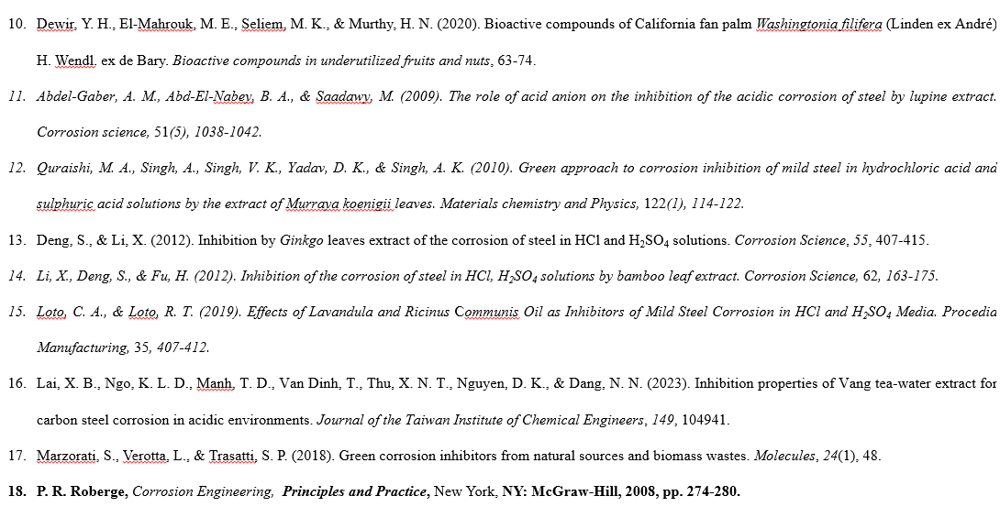 10. Dewir, Y. H., El-Mahrouk, M. E., Seliem, M. K., & Murthy, H. N. (2020). Bioactive compounds of California fan palm Washingtonia filifera (Linden ex André)
H. Wendl. ex de Bary. Bioactive compounds in underutilized fruits and nuts, 63-74.
11. Abdel-Gaber, A. M., Abd-El-Nabey, B. A., & Saadawy, M. (2009). The role of acid anion on the inhibition of the acidic corrosion of steel by lupine extract.
Corrosion science, 51(5), 1038-1042.
12. Quraishi, M. A., Singh, A., Singh, V. K., Yadav, D. K., & Singh, A. K. (2010). Green approach to corrosion inhibition of mild steel in hydrochloric acid and
sulphuric acid solutions by the extract of Murraya koenigii leaves. Materials chemistry and Physics, 122(1), 114-122.
13. Deng, S., & Li, X. (2012). Inhibition by Ginkgo leaves extract of the corrosion of steel in HCl and H₂SO₄ solutions. Corrosion Science, 55, 407-415.
14. Li, X., Deng, S., & Fu, H. (2012). Inhibition of the corrosion of steel in HCl, H₂SO₄ solutions by bamboo leaf extract. Corrosion Science, 62, 163-175.
15. Loto, C. A., & Loto, R. T. (2019). Effects of Lavandula and Ricinus Communis Oil as Inhibitors of Mild Steel Corrosion in HCl and H₂SO₄ Media. Procedia
Manufacturing, 35, 407-412.
16. Lai, X. B., Ngo, K. L. D., Manh, T. D., Van Dinh, T., Thu, X. N. T., Nguyen, D. K., & Dang, N. N. (2023). Inhibition properties of Vang tea-water extract for
carbon steel corrosion in acidic environments. Journal of the Taiwan Institute of Chemical Engineers, 149, 104941.
17. Marzorati, S., Verotta, L., & Trasatti, S. P. (2018). Green corrosion inhibitors from natural sources and biomass wastes. Molecules, 24(1), 48.
18. P. R. Roberge, Corrosion Engineering, Principles and Practice, New York, NY: McGraw-Hill, 2008, pp. 274-280.